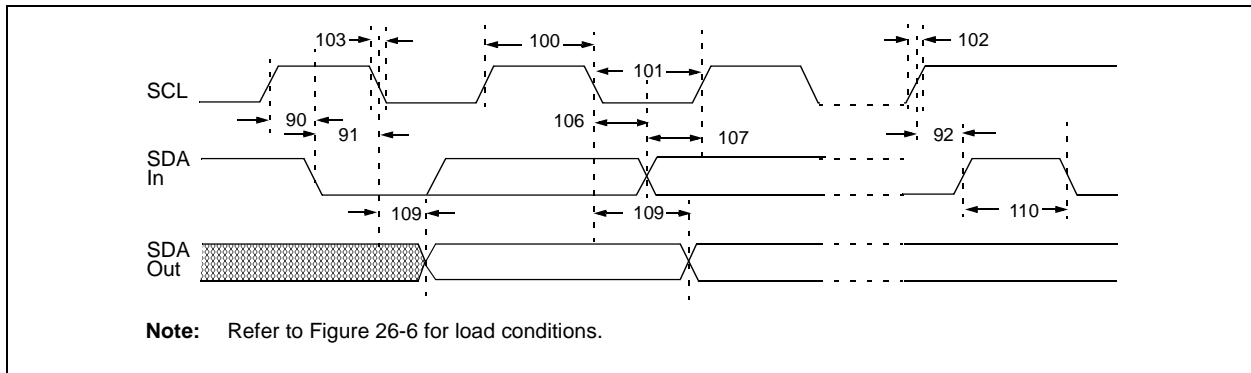 103
100
102
101
SCL
90
91
106
107
92
SDA
In
109
109
110
SDA
Out
Note: Refer to Figure 26-6 for load conditions.